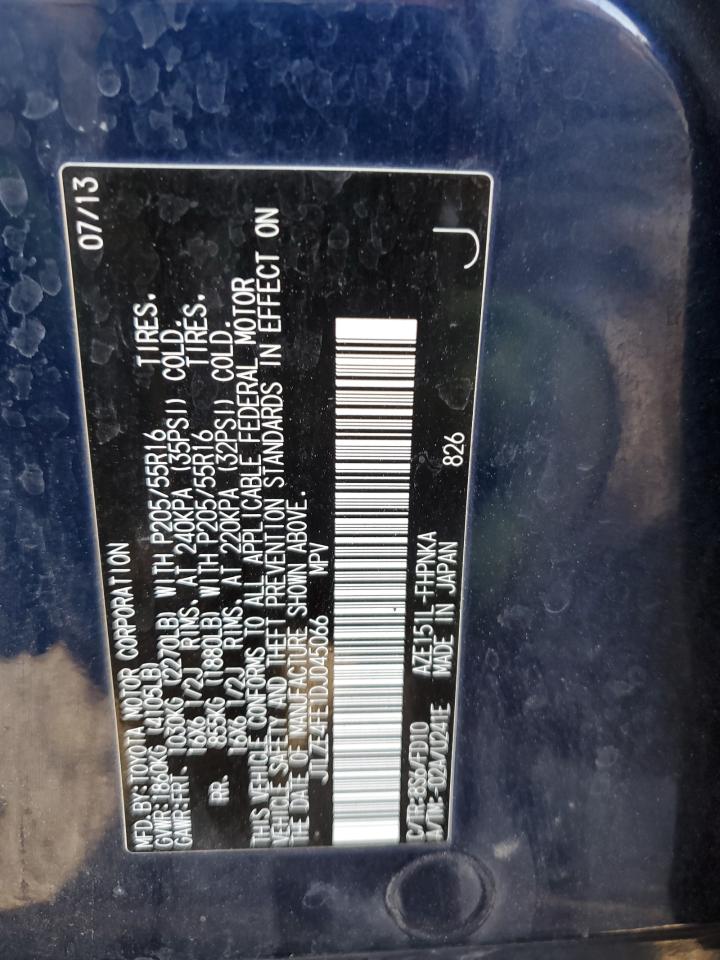 07/13
MFD. BY: TOYOTA MOTOR CORPORATION
GVWR: 1860KG (4105LB)
GAWR: FRT 1030KG (2270LB) WITH P205/55R16 TIRES.
16X6 1/2J RIMS. AT 240KPA (35PSI) COLD.
RR. 855KG (1880LB) WITH P205/55R16 TIRES.
16X6 1/2J RIMS. AT 220KPA (32PSI) COLD.
THIS VEHICLE CONFORMS TO ALL APPLICABLE FEDERAL MOTOR
VEHICLE SAFETY AND THEFT PREVENTION STANDARDS IN EFFECT ON
THE DATE OF MANUFACTURE SHOWN ABOVE.
JTZE4FE1DJ045066 MPV
C/TR:8S6/FD10 AZE151L-FHPNKA
A/TM:-02A/U241E MADE IN JAPAN 826
J